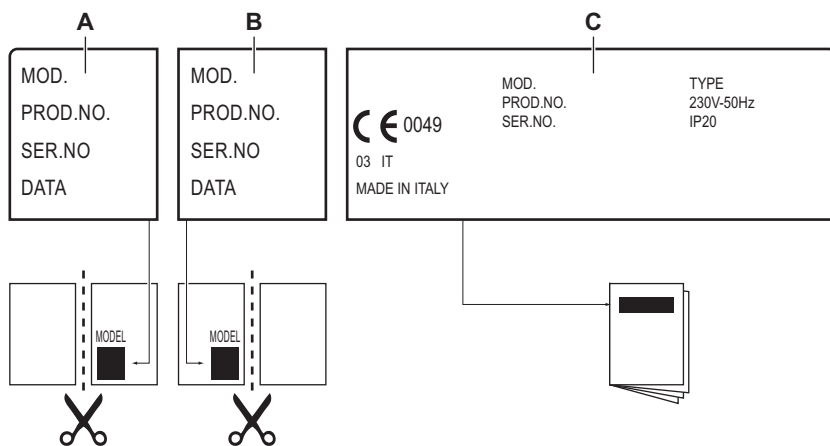 A
B
C
MOD.
PROD.NO.
SER.NO
DATA
MOD.
PROD.NO.
SER.NO
DATA
MOD.
PROD.NO.
SER.NO.
TYPE
230V-50Hz
IP20
CE 0049
03 IT
MADE IN ITALY
MODEL
MODEL